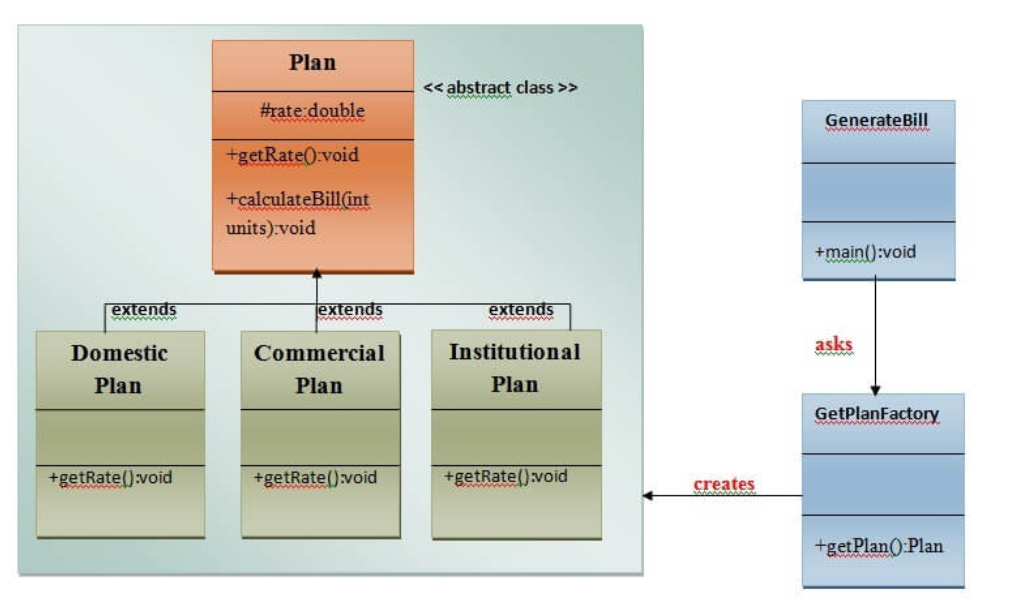 Plan
<< abstract class >>
#rate:double
+getRate():void
+calculateBill(int
units):void
extends
extends
extends
Domestic
Plan
+getRate():void
Commercial
Plan
+getRate():void
Institutional
Plan
+getRate():void
GenerateBill
+main():void
asks
GetPlanFactory
+getPlan():Plan
creates